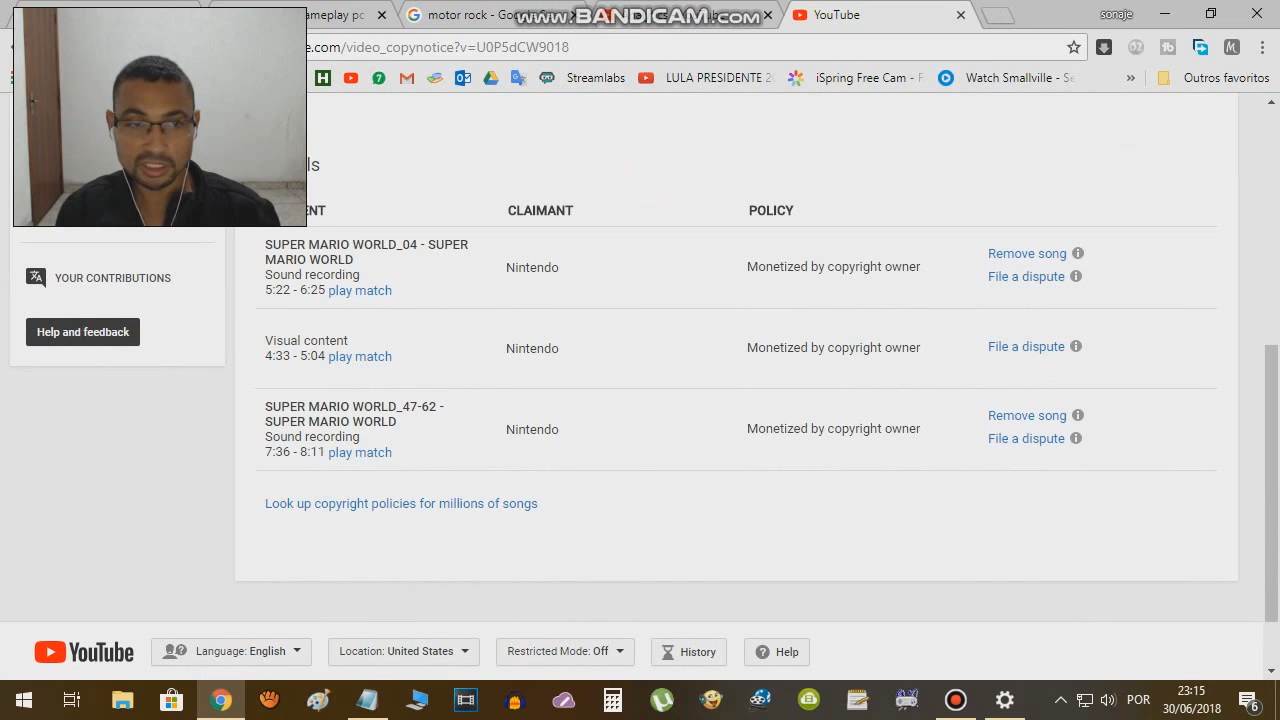 www.BANDICAM.com
ameplay po
motor rock - Goo
YouTube
sonaje
e.com/video_copynotice?v=U0P5dCW9018
Streamlabs
LULA PRESIDENTE 2
iSpring Free Cam - F
Watch Smallville - Se
»
Outros favoritos
ls
ENT
CLAIMANT
POLICY
SUPER MARIO WORLD_04 - SUPER
MARIO WORLD
Sound recording
5:22 - 6:25 play match
Nintendo
Monetized by copyright owner
Remove song
File a dispute
YOUR CONTRIBUTIONS
Help and feedback
Visual content
4:33 - 5:04 play match
Nintendo
Monetized by copyright owner
File a dispute
SUPER MARIO WORLD_47-62 -
SUPER MARIO WORLD
Sound recording
7:36 - 8:11 play match
Nintendo
Monetized by copyright owner
Remove song
File a dispute
Look up copyright policies for millions of songs
YouTube
Language: English
Location: United States
Restricted Mode: Off
History
Help
POR
23:15
30/06/2018
6